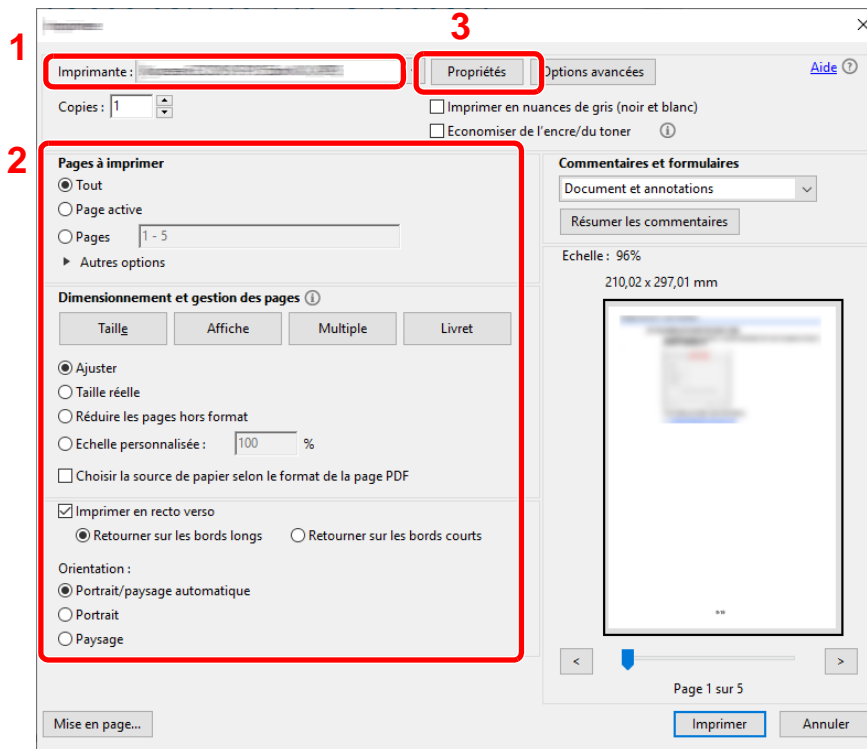 3
1
Imprimante :
Propriétés
Options avancées
Aide
Copies : 1
Imprimer en nuances de gris (noir et blanc)
Economiser de l'encre/du toner
2
Pages à imprimer
Tout
Page active
Pages 1 - 5
Autres options
Dimensionnement et gestion des pages
Taille Affiche Multiple Livret
Ajuster
Taille réelle
Réduire les pages hors format
Echelle personnalisée : 100 %
Choisir la source de papier selon le format de la page PDF
Imprimer en recto verso
Retourner sur les bords longs Retourner sur les bords courts
Orientation :
Portrait/paysage automatique
Portrait
Paysage
Commentaires et formulaires
Document et annotations
Résumer les commentaires
Echelle : 96%
210,02 x 297,01 mm
< >
Page 1 sur 5
Mise en page... Imprimer Annuler